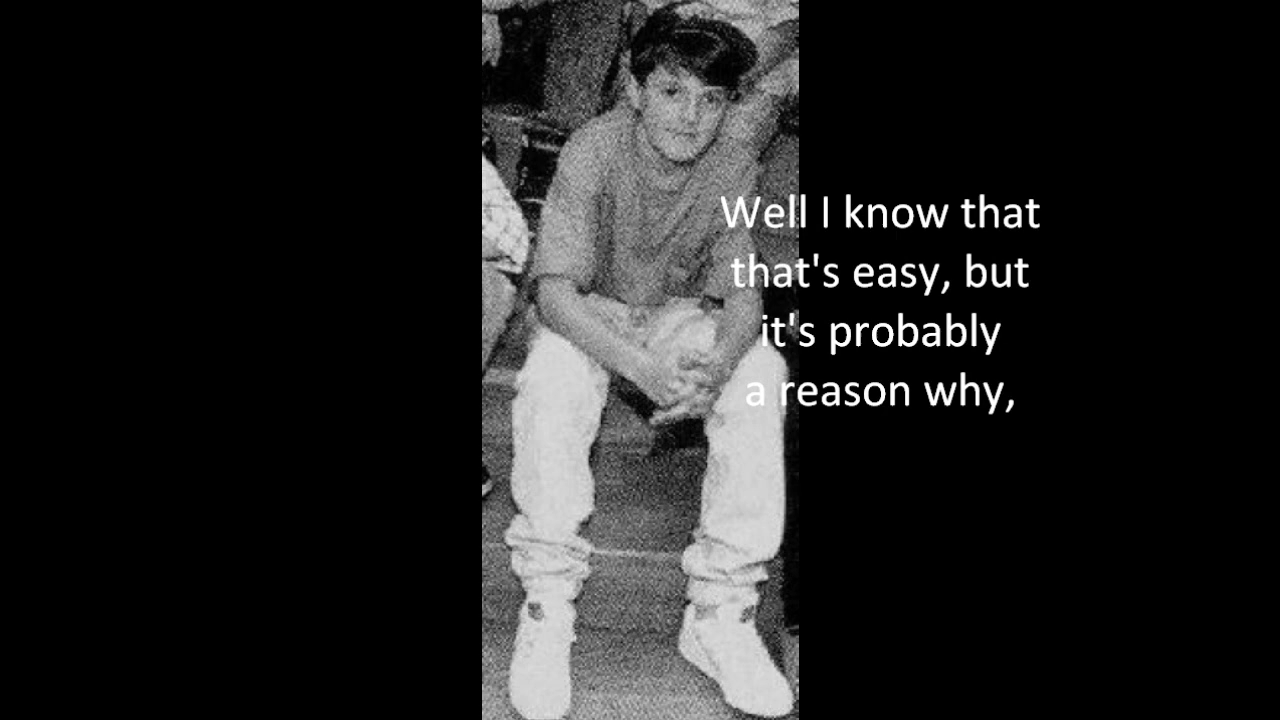 Well I know that
that's easy, but
it's probably
a reason why,